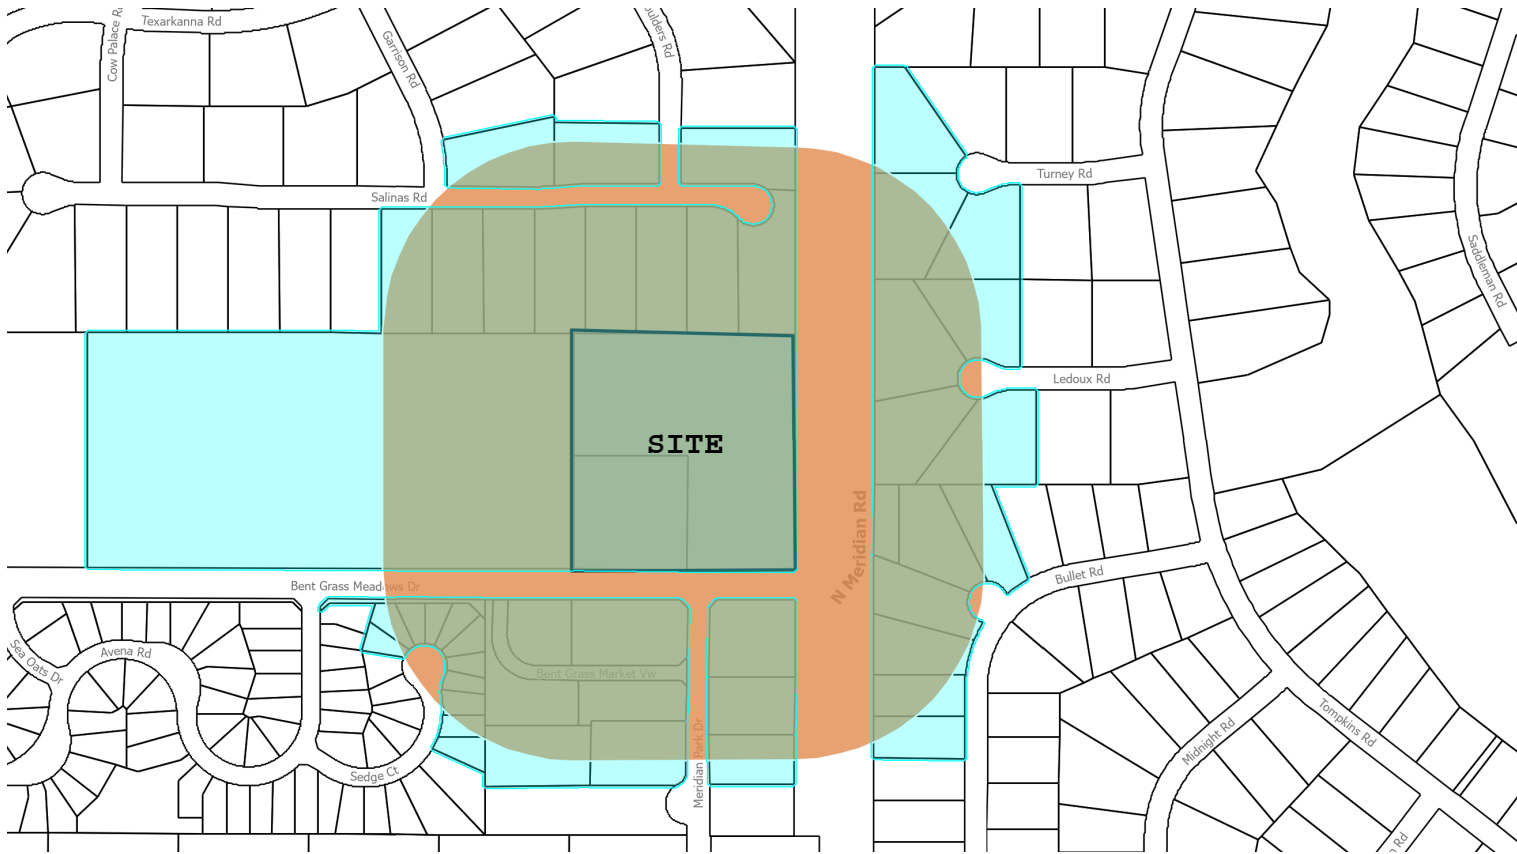 Texarkanna Rd
Cow Palace R
Garrison Rd
oulders Rd
Turney Rd
Salinas Rd
Saddleman Rd
Ledoux Rd
SITE
N Meridian Rd
Bullet Rd
Bent Grass Meadows Dr
Sea Oats Dr
Avena Rd
Bent Grass Market Vw
Meridian Park Dr
Sedge Ct
Midnight Rd
Tompkins Rd
n Rd